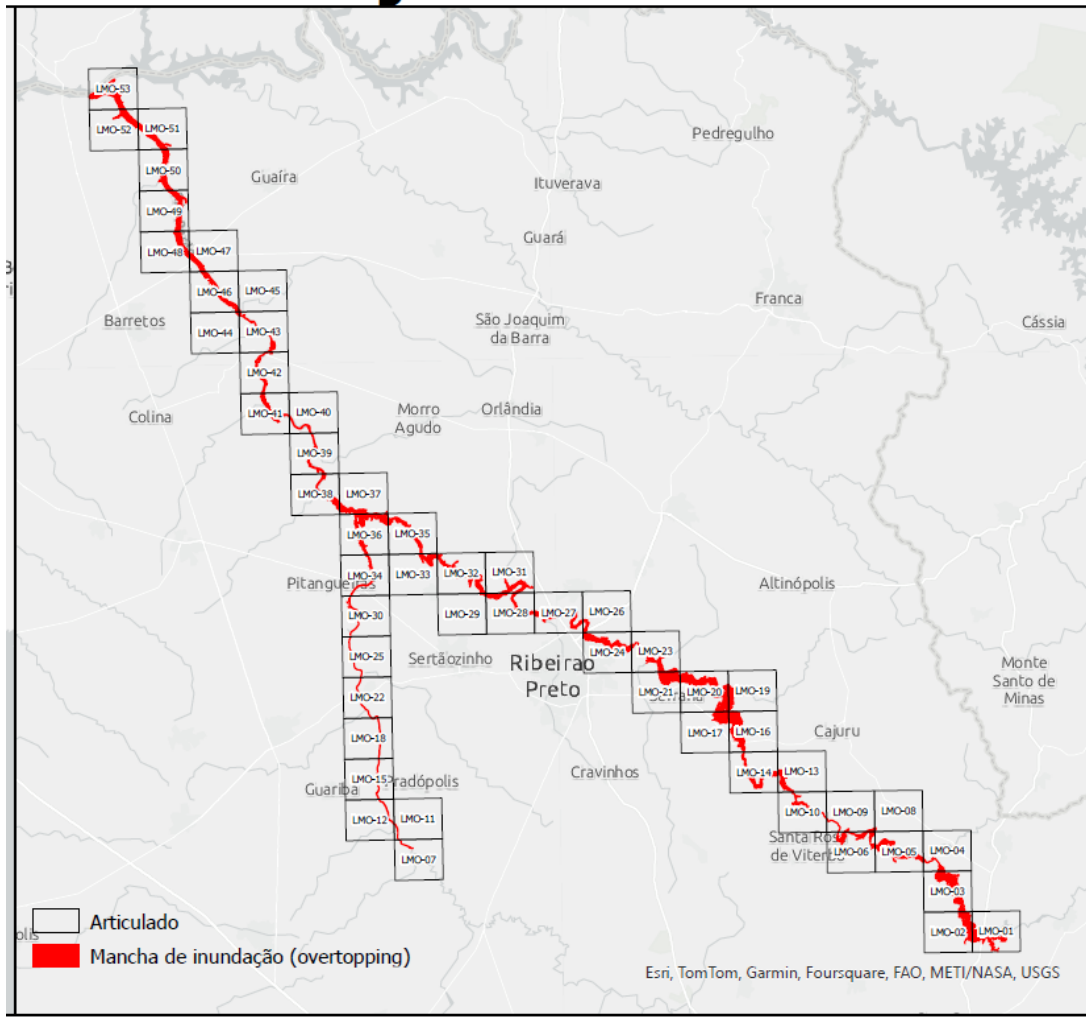 LMO-53
LMO-52
LMO-51
Pedregulho
LMO-50
Guaíra
Ituverava
LMO-49
Guará
LMO-48
LMO-47
LMO-46
LMO-45
Franca
Barretos
LMO-44
LMO-43
São Joaquim
da Barra
Cássia
LMO-42
Colina
LMO-41
LMO-40
Morro
Agudo
Orlândia
LMO-39
LMO-38
LMO-37
LMO-36
LMO-35
Pitangueiras
LMO-34
LMO-33
LMO-32
LMO-31
Altinópolis
LMO-30
LMO-29
LMO-28
LMO-27
LMO-26
LMO-25
Sertãozinho
Ribeirao
Preto
LMO-24
LMO-23
Monte
Santo de
Minas
LMO-22
LMO-21
LMO-20
LMO-19
Serrana
LMO-18
LMO-17
LMO-16
Cajuru
LMO-15
Guariba
Pradópolis
Cravinhos
LMO-14
LMO-13
LMO-12
LMO-11
LMO-10
LMO-09
LMO-08
Santa Rosa
de Viterbo
LMO-07
LMO-06
LMO-05
LMO-04
LMO-03
LMO-02
LMO-01
Articulado
Mancha de inundação (overtopping)
Esri, TomTom, Garmin, Foursquare, FAO, METI/NASA, USGS